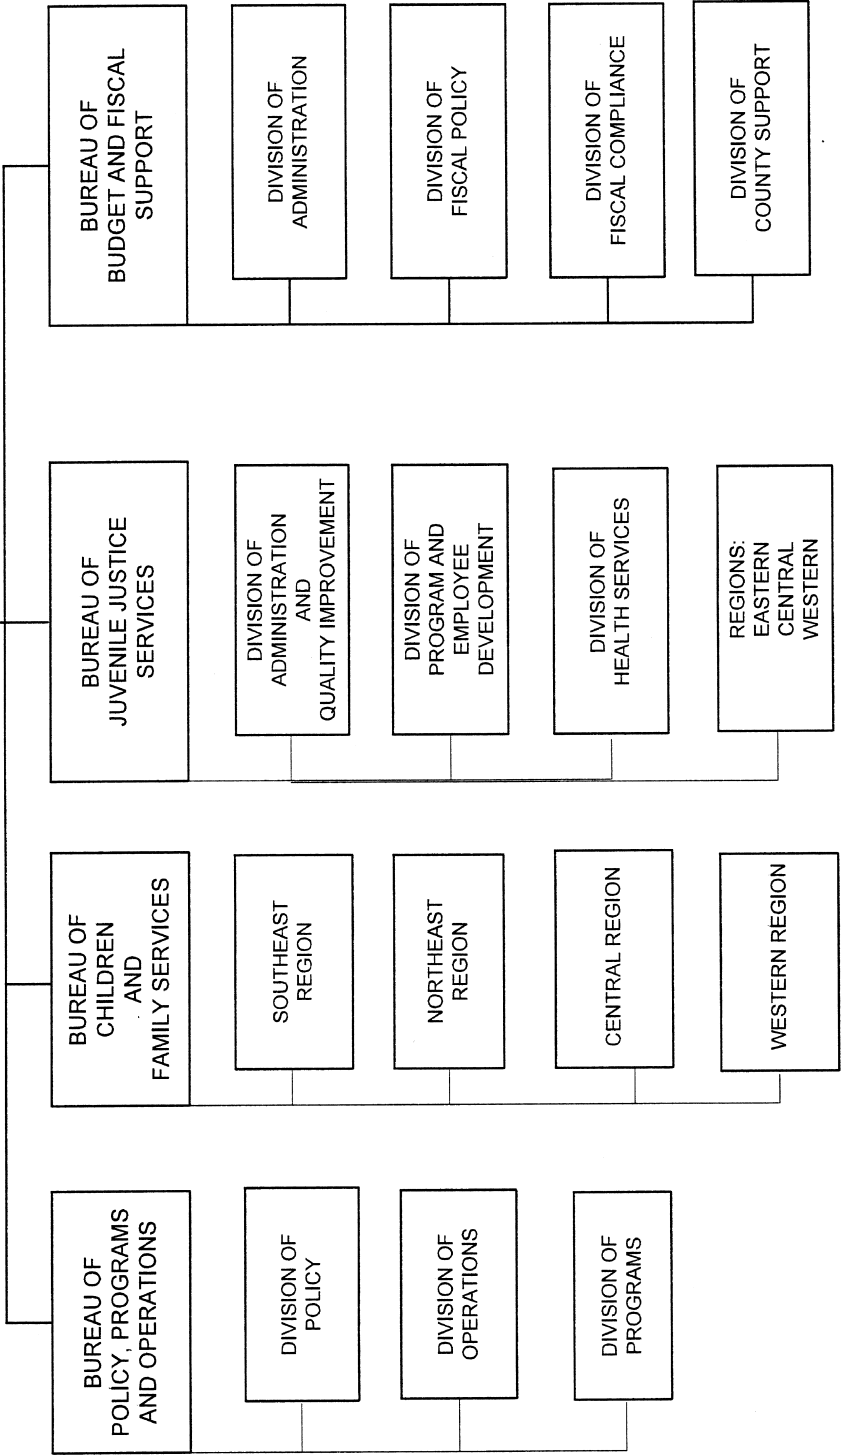 BUREAU OF
POLICY, PROGRAMS
AND OPERATIONS
DIVISION OF
POLICY
DIVISION OF
OPERATIONS
DIVISION OF
PROGRAMS
BUREAU OF
CHILDREN
AND
FAMILY SERVICES
SOUTHEAST
REGION
NORTHEAST
REGION
CENTRAL REGION
WESTERN REGION
BUREAU OF
JUVENILE JUSTICE
SERVICES
DIVISION OF
ADMINISTRATION
AND
QUALITY IMPROVEMENT
DIVISION OF
PROGRAM AND
EMPLOYEE
DEVELOPMENT
DIVISION OF
HEALTH SERVICES
REGIONS:
EASTERN
CENTRAL
WESTERN
BUREAU OF
BUDGET AND FISCAL
SUPPORT
DIVISION OF
ADMINISTRATION
DIVISION OF
FISCAL POLICY
DIVISION OF
FISCAL COMPLIANCE
DIVISION OF
COUNTY SUPPORT